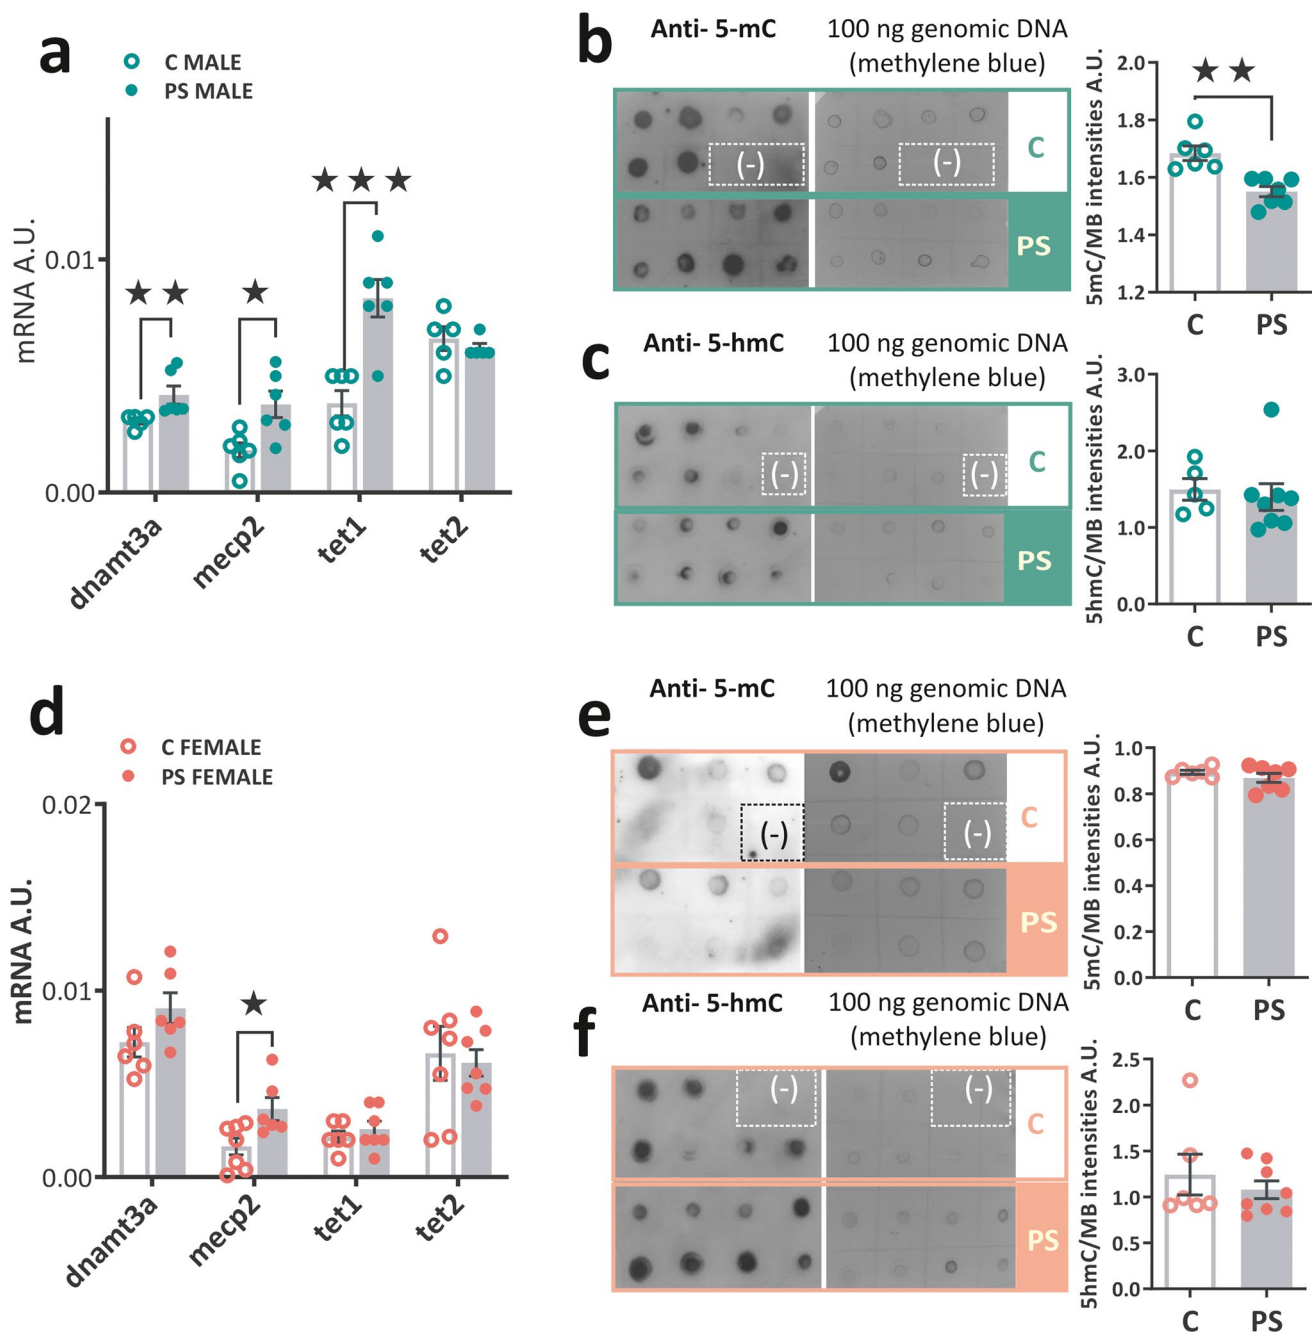 a
C MALE
PS MALE
mRNA A.U.
0.01
0.00
★ ★
★
★ ★ ★
dnamt3a
mecp2
tet1
tet2
b
Anti- 5-mC
100 ng genomic DNA
(methylene blue)
(-)
(-)
C
PS
5mC/MB intensities A.U.
2.0
1.8
1.6
1.4
1.2
★ ★
C
PS
c
Anti- 5-hmC
100 ng genomic DNA
(methylene blue)
(-)
(-)
C
PS
5hmC/MB intensities A.U.
3.0
2.0
1.0
0.0
C
PS
d
C FEMALE
PS FEMALE
mRNA A.U.
0.02
0.01
0.00
★
dnamt3a
mecp2
tet1
tet2
e
Anti- 5-mC
100 ng genomic DNA
(methylene blue)
(-)
(-)
C
PS
5mC/MB intensities A.U.
1.0
0.8
0.6
0.4
0.2
0.0
C
PS
f
Anti- 5-hmC
100 ng genomic DNA
(methylene blue)
(-)
(-)
C
PS
5hmC/MB intensities A.U.
2.5
2.0
1.5
1.0
0.5
0.0
C
PS